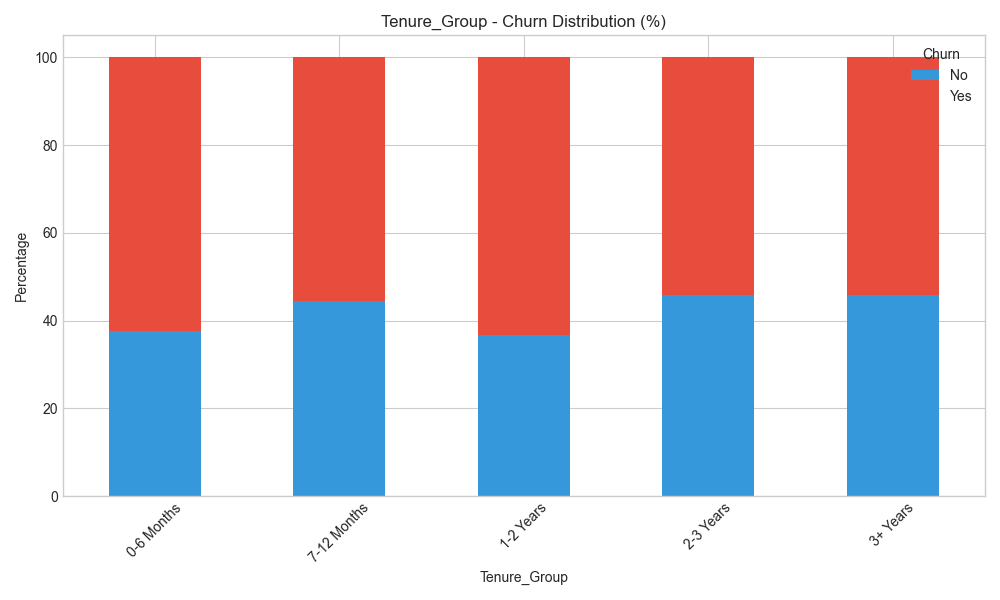 Tenure_Group - Churn Distribution (%)
Churn
No
Yes
100
80
60
40
20
0
Percentage
0-6 Months
7-12 Months
1-2 Years
2-3 Years
3+ Years
Tenure_Group